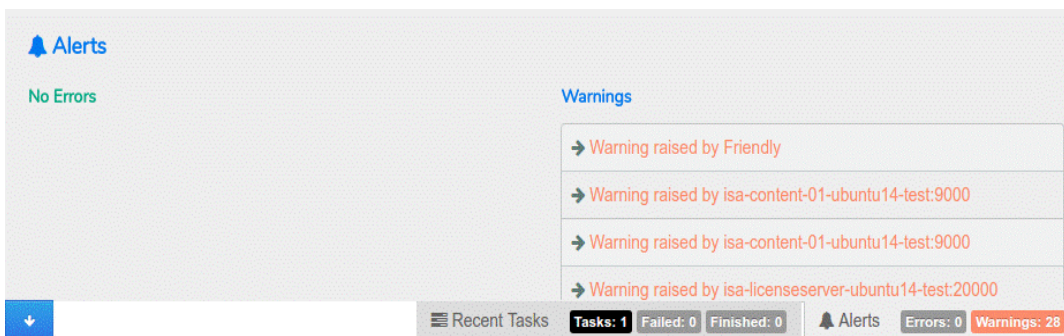 Alerts
No Errors
Warnings
Warning raised by Friendly
Warning raised by isa-content-01-ubuntu14-test:9000
Warning raised by isa-content-01-ubuntu14-test:9000
Warning raised by isa-licenseserver-ubuntu14-test:20000
Recent Tasks Tasks: 1 Failed: 0 Finished: 0 Alerts Errors: 0 Warnings: 28